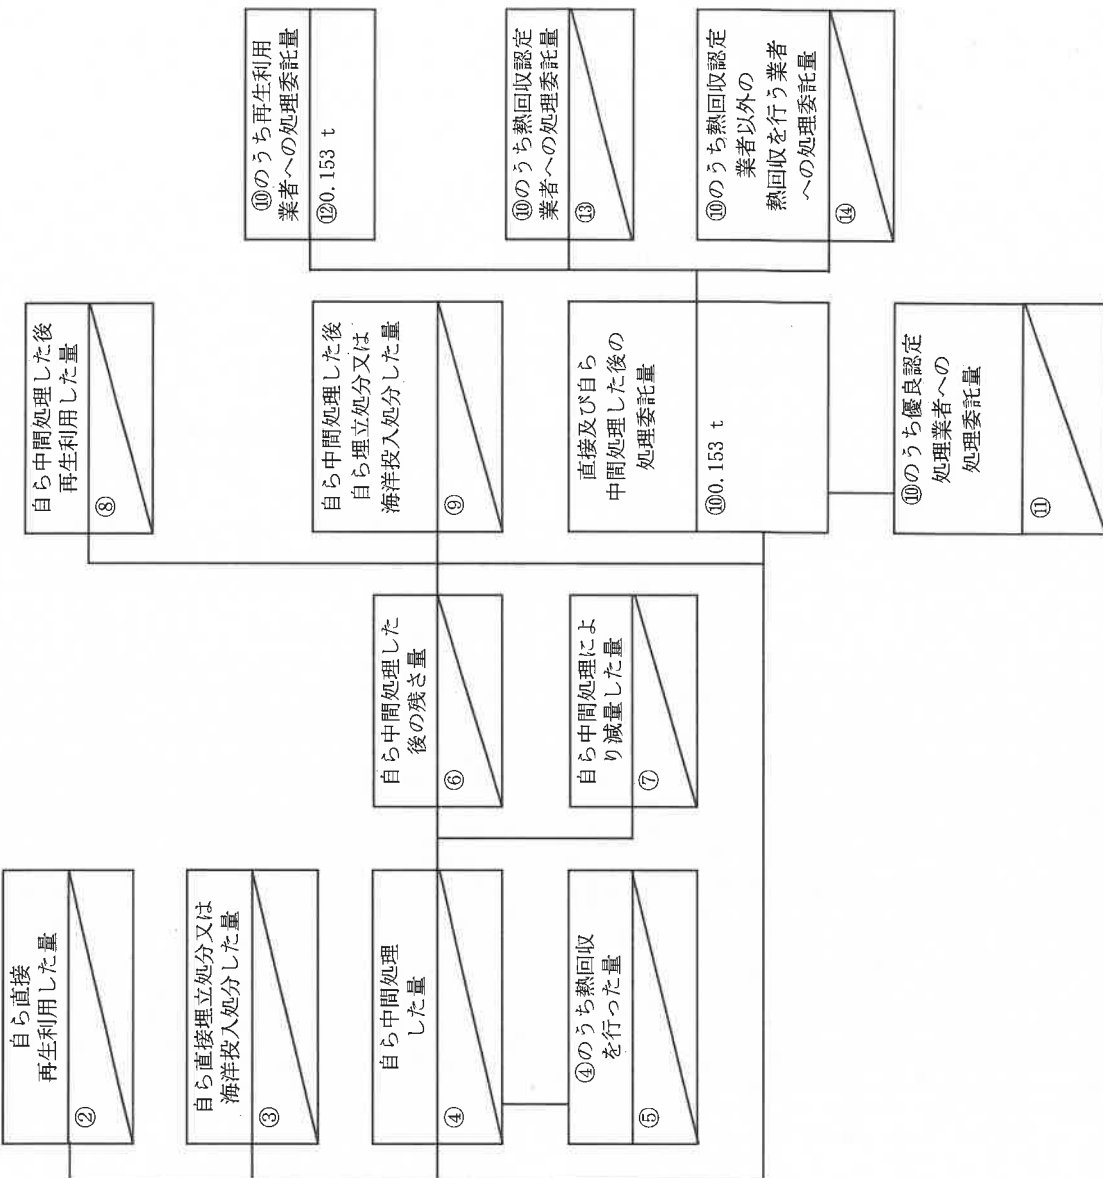 自ら直接
再生利用した量
②
自ら直接埋立処分又は
海洋投入処分した量
③
自ら中間処理
した量
④
④のうち熱回収
を行った量
⑤
自ら中間処理した
後の残さ量
⑥
自ら中間処理によ
り減量した量
⑦
自ら中間処理した後
再生利用した量
⑧
自ら中間処理した後
自ら埋立処分又は
海洋投入処分した量
⑨
直接及び自ら
中間処理した後の
処理委託量
⑩0.153 t
⑩のうち優良認定
処理業者への
処理委託量
⑪
⑩のうち再生利用
業者への処理委託量
⑫0.153 t
⑩のうち熱回収認定
業者への処理委託量
⑬
⑩のうち熱回収認定
業者以外の
熱回収を行う業者
への処理委託量
⑭